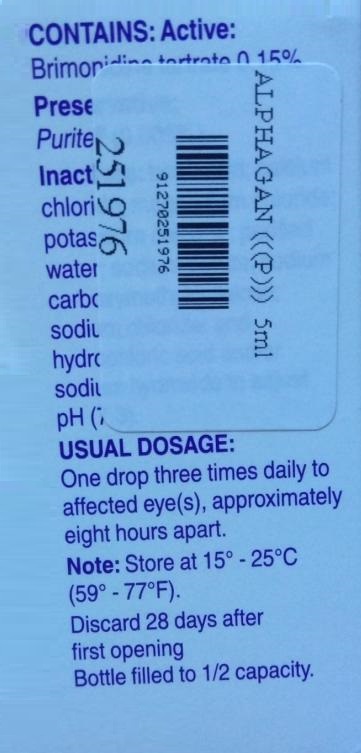 CONTAINS: Active:
Brimonidine tartrate 0.15%
Prese
Purite
Inact
chlori
potas
water
carbo
sodiu
hydro
sodiu
pH (7
251976
91270251976
ALPHAGAN (((P))) 5ml
USUAL DOSAGE:
One drop three times daily to
affected eye(s), approximately
eight hours apart.
Note: Store at 15° - 25°C
(59° - 77°F).
Discard 28 days after
first opening
Bottle filled to 1/2 capacity.